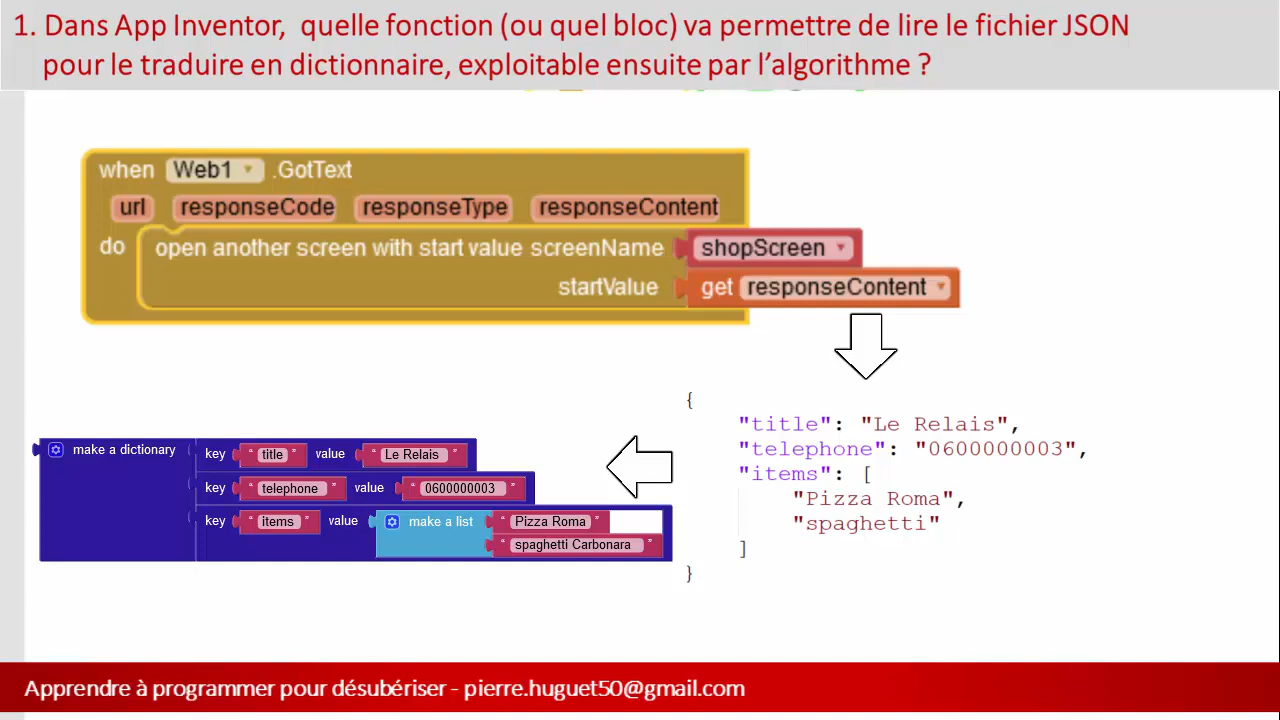 1. Dans App Inventor, quelle fonction (ou quel bloc) va permettre de lire le fichier JSON
pour le traduire en dictionnaire, exploitable ensuite par l'algorithme ?
when Web1 .GotText
url responseCode responseType responseContent
do open another screen with start value screenName shopScreen
startValue get responseContent
{
"title": "Le Relais",
"telephone": "0600000003",
"items": [
"Pizza Roma",
"spaghetti"
]
}
make a dictionary key " title " value " Le Relais "
key " telephone " value " 0600000003 "
key " items " value make a list " Pizza Roma "
" spaghetti Carbonara "
Apprendre à programmer pour désubériser - pierre.huguet50@gmail.com